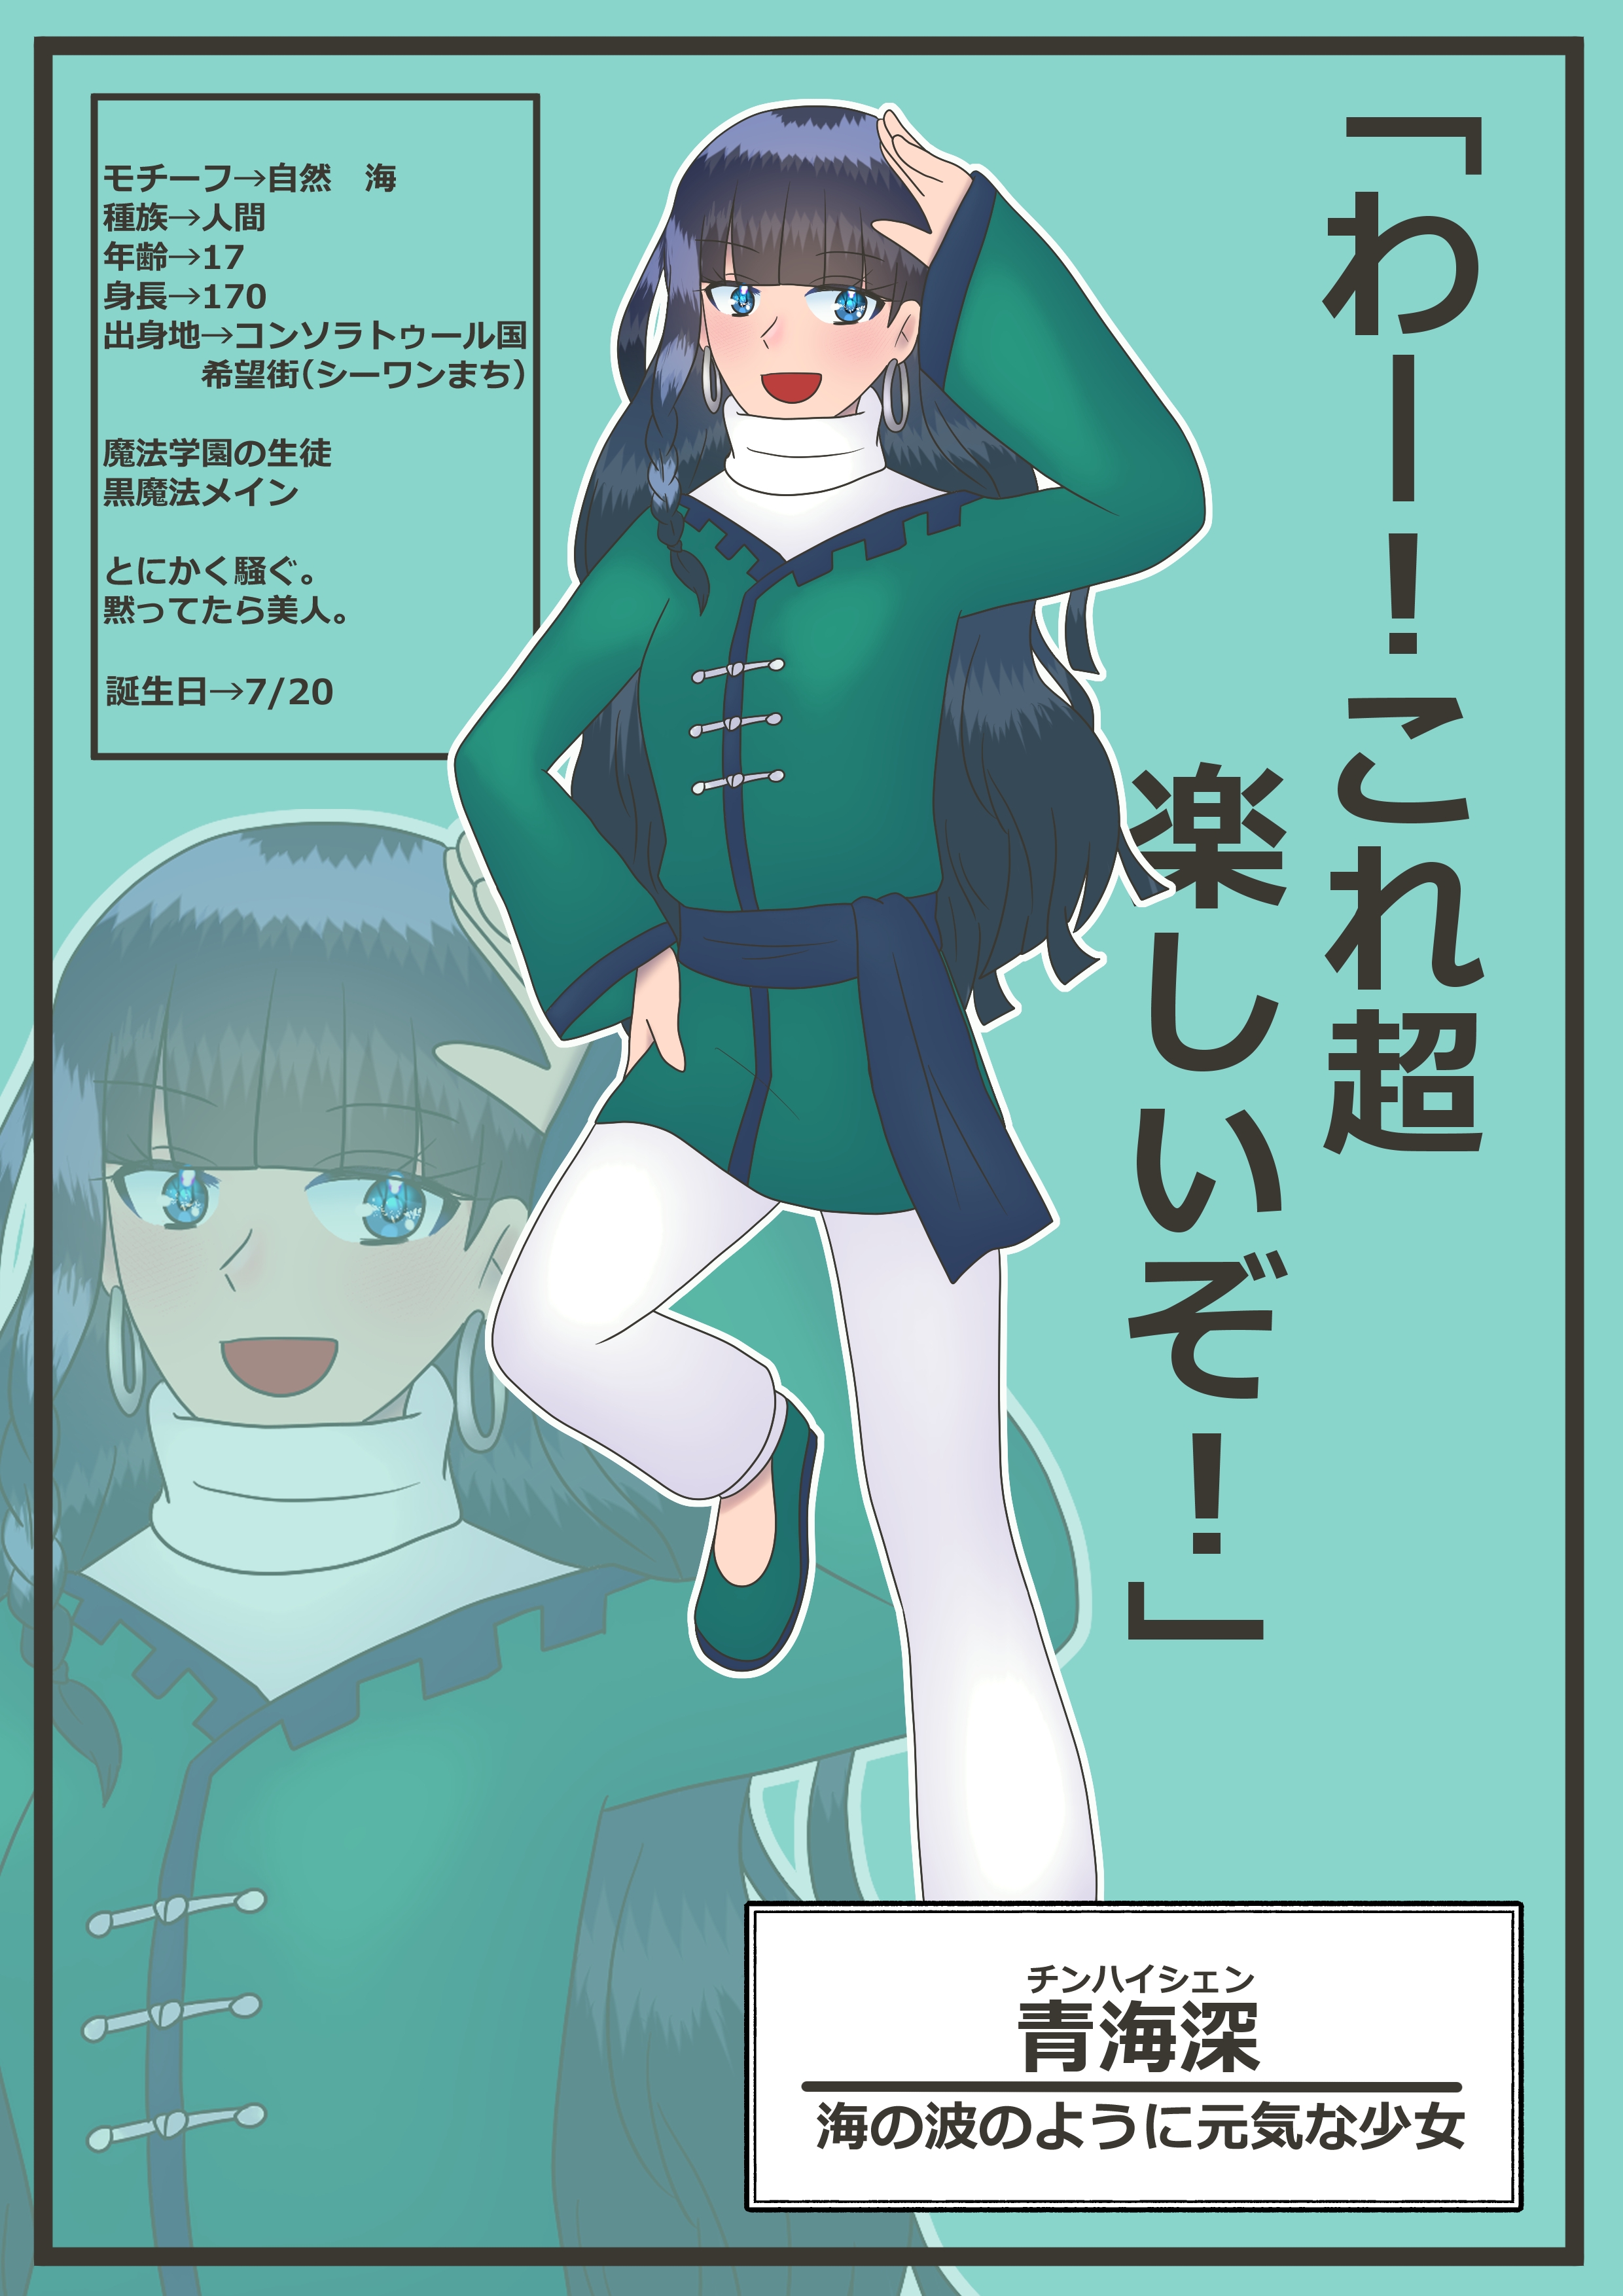 モチーフ→自然　海
種族→人間
年齢→17
身長→170
出身地→コンソラトゥール国
希望街(シーワンまち)
魔法学園の生徒
黒魔法メイン
とにかく騒ぐ。
黙ってたら美人。
誕生日→7/20
「わー！これ超
楽しいぞ！」
チンハイシェン
青海深
海の波のように元気な少女